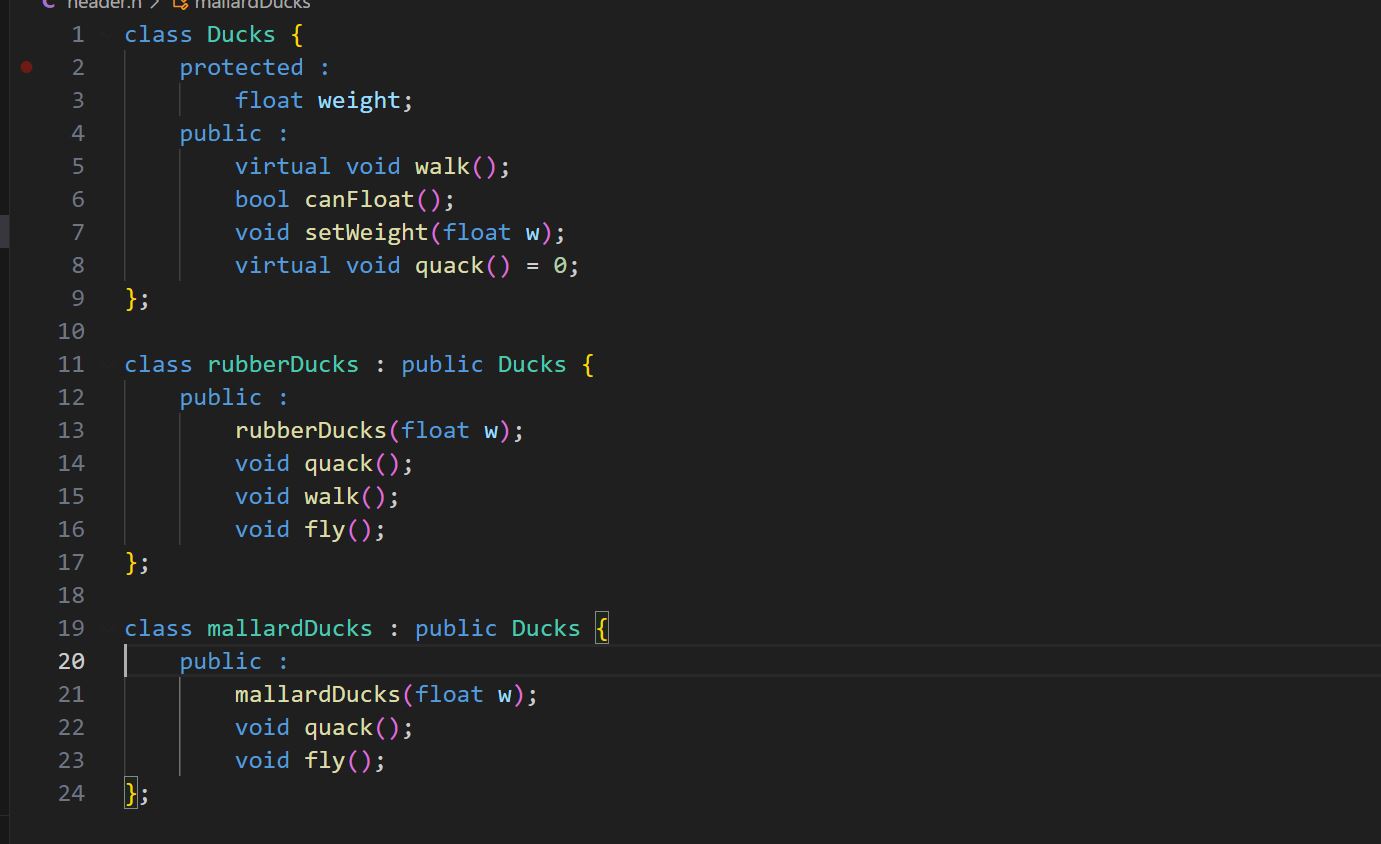 header.h > mallardDucks
1 class Ducks {
2 protected :
3 float weight;
4 public :
5 virtual void walk();
6 bool canFloat();
7 void setWeight(float w);
8 virtual void quack() = 0;
9 };
10
11 class rubberDucks : public Ducks {
12 public :
13 rubberDucks(float w);
14 void quack();
15 void walk();
16 void fly();
17 };
18
19 class mallardDucks : public Ducks {
20 public :
21 mallardDucks(float w);
22 void quack();
23 void fly();
24 };